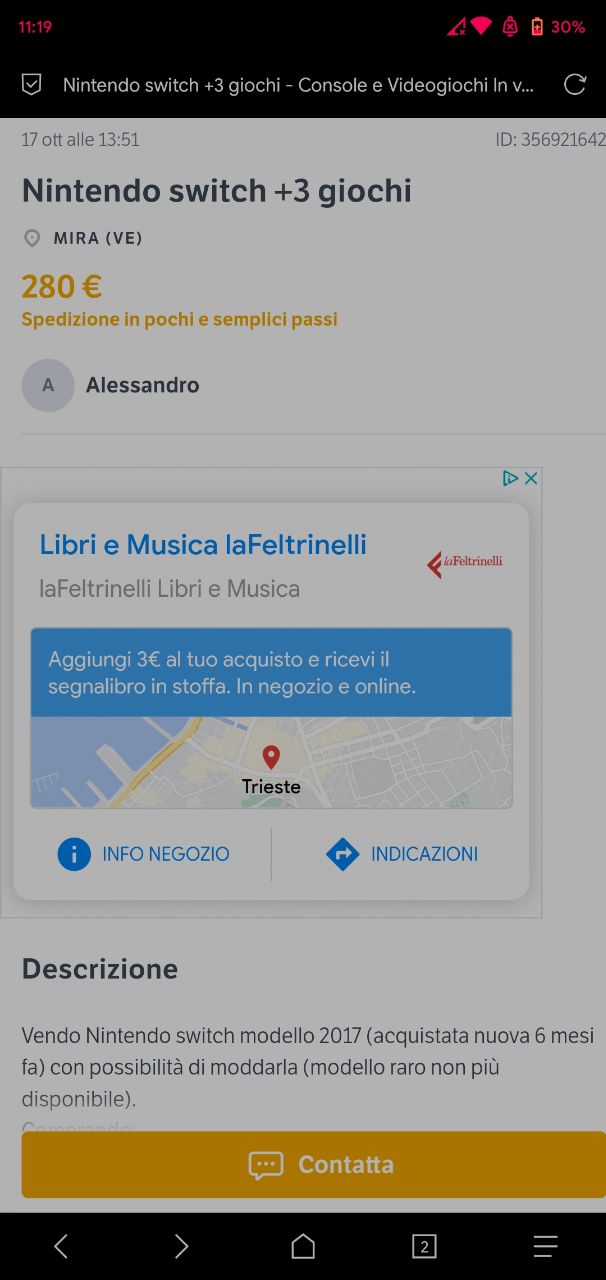 11:19
30%
Nintendo switch +3 giochi - Console e Videogiochi In v...
17 ott alle 13:51
ID: 356921642
Nintendo switch +3 giochi
MIRA (VE)
280 €
Spedizione in pochi e semplici passi
A
Alessandro
Libri e Musica laFeltrinelli
laFeltrinelli
laFeltrinelli Libri e Musica
Aggiungi 3€ al tuo acquisto e ricevi il
segnalibro in stoffa. In negozio e online.
Trieste
INFO NEGOZIO
INDICAZIONI
Descrizione
Vendo Nintendo switch modello 2017 (acquistata nuova 6 mesi
fa) con possibilità di moddarla (modello raro non più
disponibile).
Contatta
2